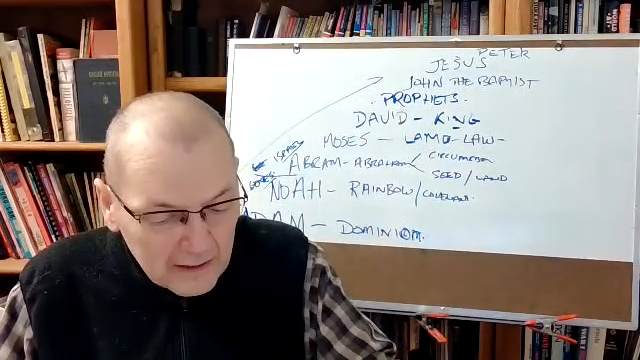 PETER
JESUS
JOHN THE BAPTIST
PROPHETS.
DAVID - KING
MOSES - LAMB - LAW -
ABRAM - ABRAHAM < CIRCUMCISION
SEED / LAND
NOAH - RAINBOW / COVENANT
ADAM - DOMINION.